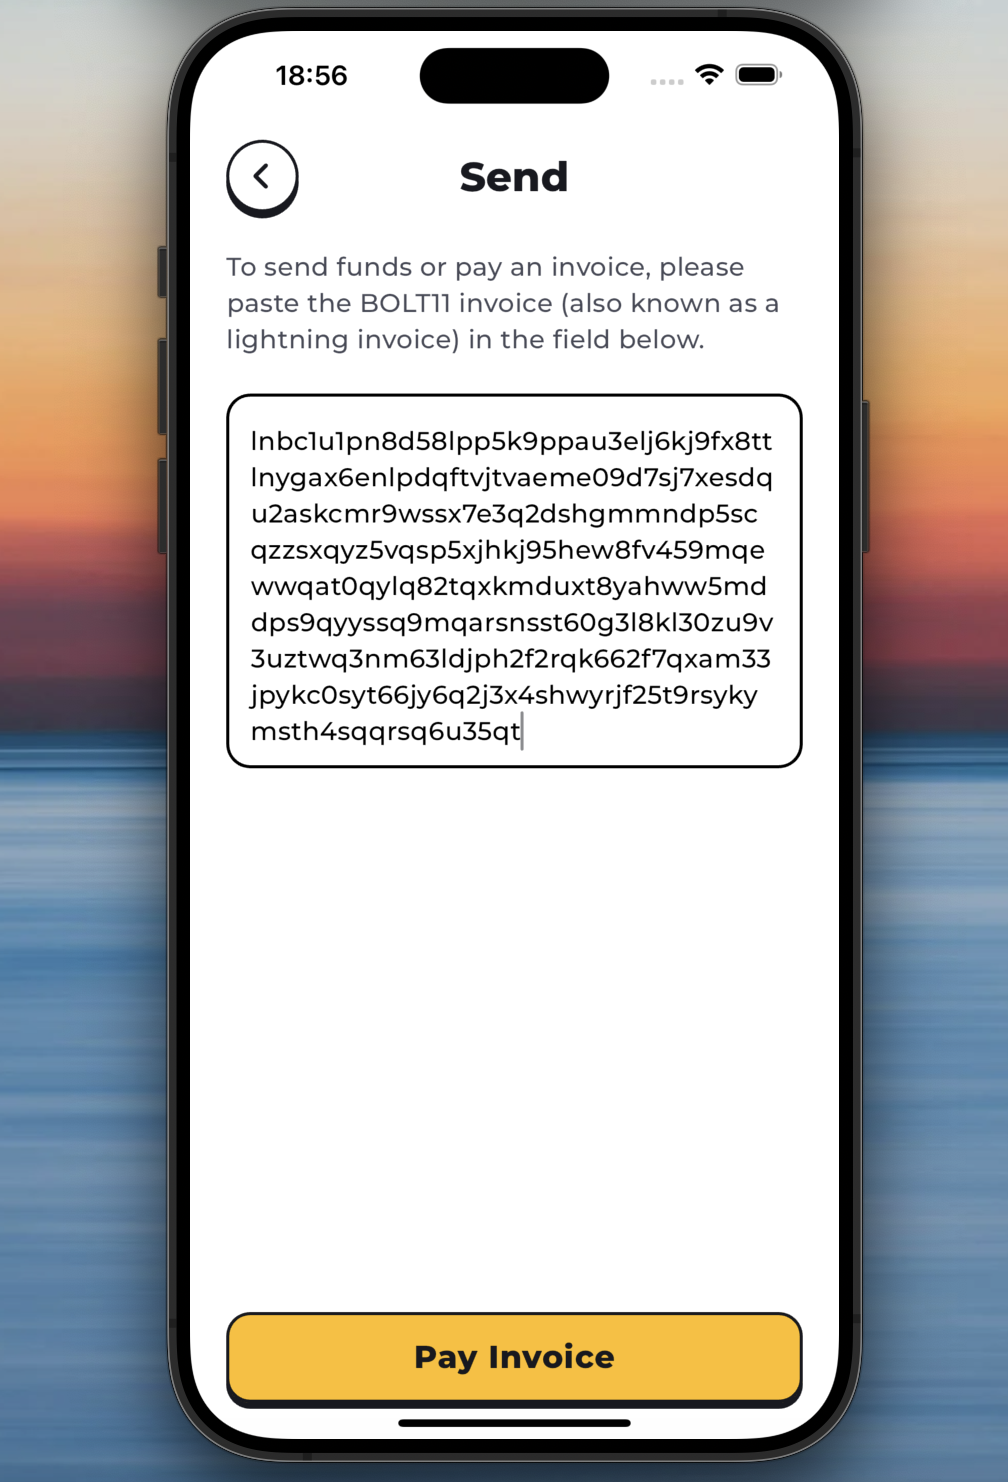 18:56
Send
To send funds or pay an invoice, please
paste the BOLT11 invoice (also known as a
lightning invoice) in the field below.
lnbc1u1pn8d58lpp5k9ppau3elj6kj9fx8tt
lnygax6enlpdqftvjtvaeme09d7sj7xesdq
u2askcmr9wssx7e3q2dshgmmndp5sc
qzzsxqyz5vqsp5xjhkj95hew8fv459mqe
wwqat0qylq82tqxkmduxt8yahww5md
dps9qyyssq9mqarsnsst60g3l8kl30zu9v
3uztwq3nm63ldjph2f2rqk662f7qxam33
jpykc0syt66jy6q2j3x4shwyrjf25t9rsyky
msth4sqqrsq6u35qt
Pay Invoice